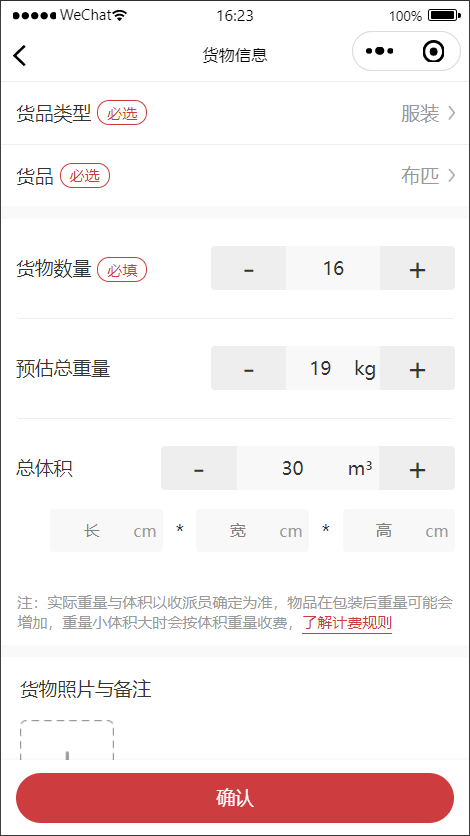 WeChat 16:23 100%
货物信息
货品类型 必选 服装
货品 必选 布匹
货物数量 必填 - 16 +
预估总重量 - 19 kg +
总体积 - 30 m³ +
长 cm * 宽 cm * 高 cm
注：实际重量与体积以收派员确定为准，物品在包装后重量可能会
增加，重量小体积大时会按体积重量收费，了解计费规则
货物照片与备注
确认